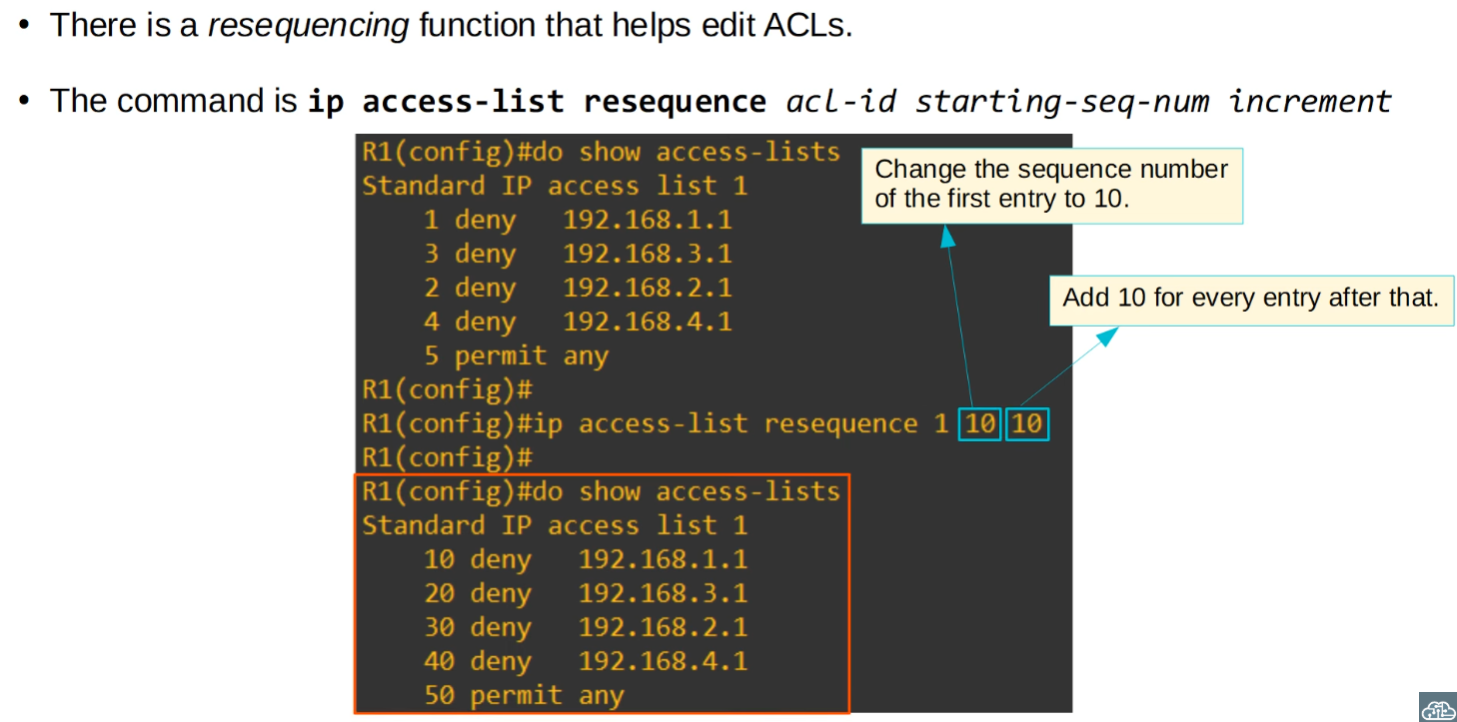 • There is a resequencing function that helps edit ACLs.
• The command is ip access-list resequence acl-id starting-seq-num increment
R1(config)#do show access-lists
Standard IP access list 1
1 deny 192.168.1.1
3 deny 192.168.3.1
2 deny 192.168.2.1
4 deny 192.168.4.1
5 permit any
R1(config)#
R1(config)#ip access-list resequence 1 10 10
R1(config)#
R1(config)#do show access-lists
Standard IP access list 1
10 deny 192.168.1.1
20 deny 192.168.3.1
30 deny 192.168.2.1
40 deny 192.168.4.1
50 permit any
Change the sequence number
of the first entry to 10.
Add 10 for every entry after that.